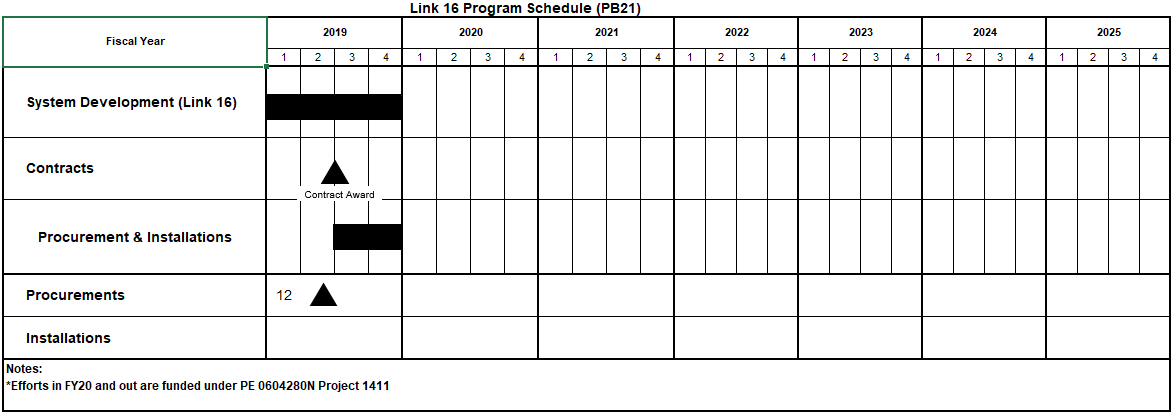 Link 16 Program Schedule (PB21)
Fiscal Year
2019 2020 2021 2022 2023 2024 2025
1 2 3 4 1 2 3 4 1 2 3 4 1 2 3 4 1 2 3 4 1 2 3 4 1 2 3 4
System Development (Link 16)
Contracts
Contract Award
Procurement & Installations
Procurements 12
Installations
Notes:
*Efforts in FY20 and out are funded under PE 0604280N Project 1411